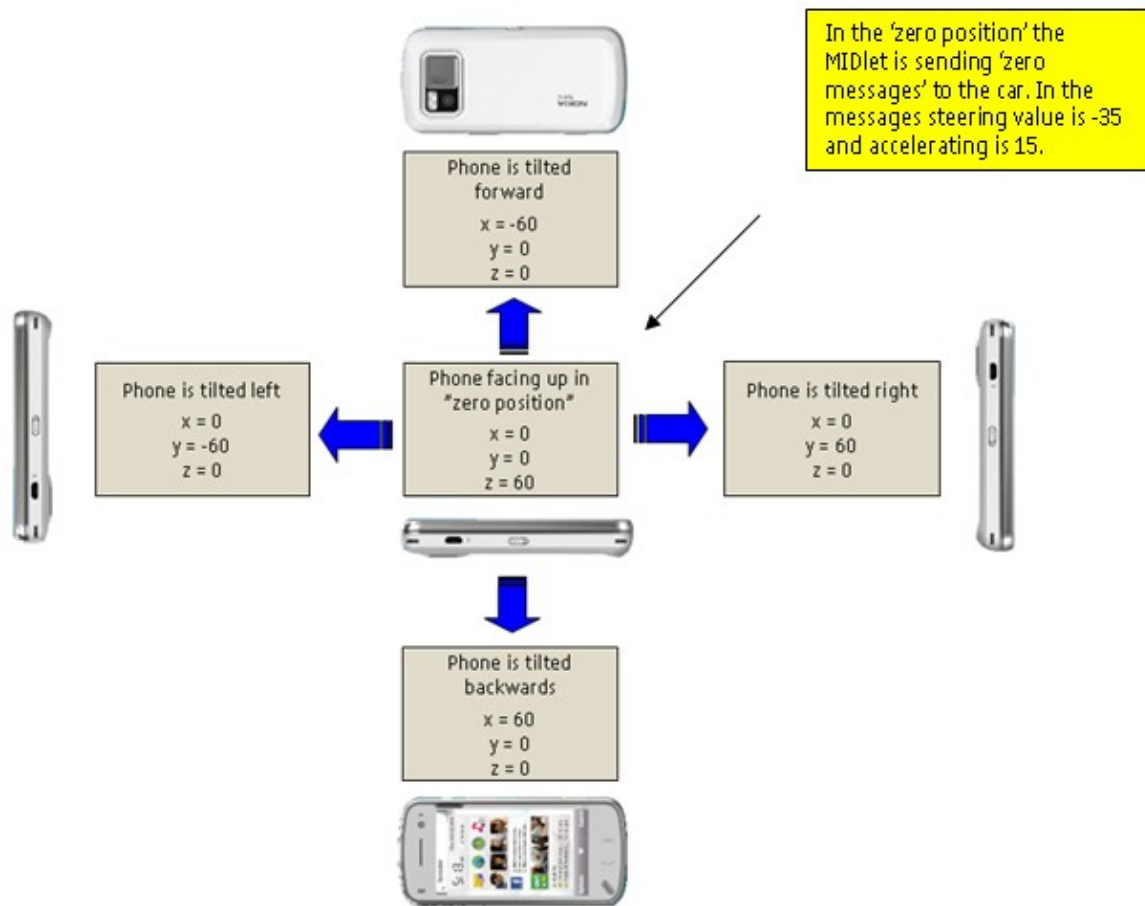 In the ‘zero position’ the
MIDlet is sending ‘zero
messages’ to the car. In the
messages steering value is -35
and accelerating is 15.
NOKIA
Phone is tilted
forward
x = -60
y = 0
z = 0
Phone is tilted left
x = 0
y = -60
z = 0
Phone facing up in
”zero position”
x = 0
y = 0
z = 60
Phone is tilted right
x = 0
y = 60
z = 0
Phone is tilted
backwards
x = 60
y = 0
z = 0